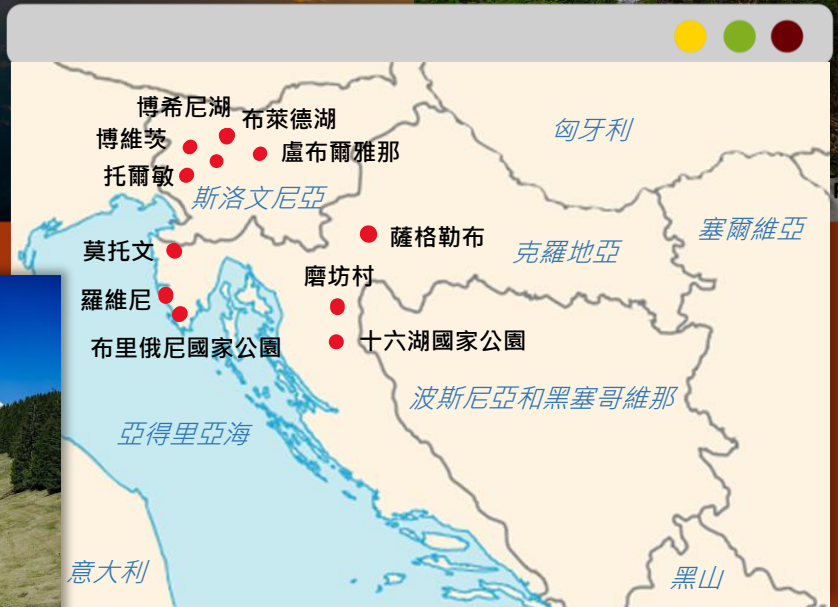 博希尼湖
布萊德湖
匈牙利
博維茨
盧布爾雅那
托爾敏
斯洛文尼亞
塞爾維亞
薩格勒布
克羅地亞
莫托文
磨坊村
羅維尼
十六湖國家公園
布里俄尼國家公園
波斯尼亞和黑塞哥維那
亞得里亞海
意大利
黑山